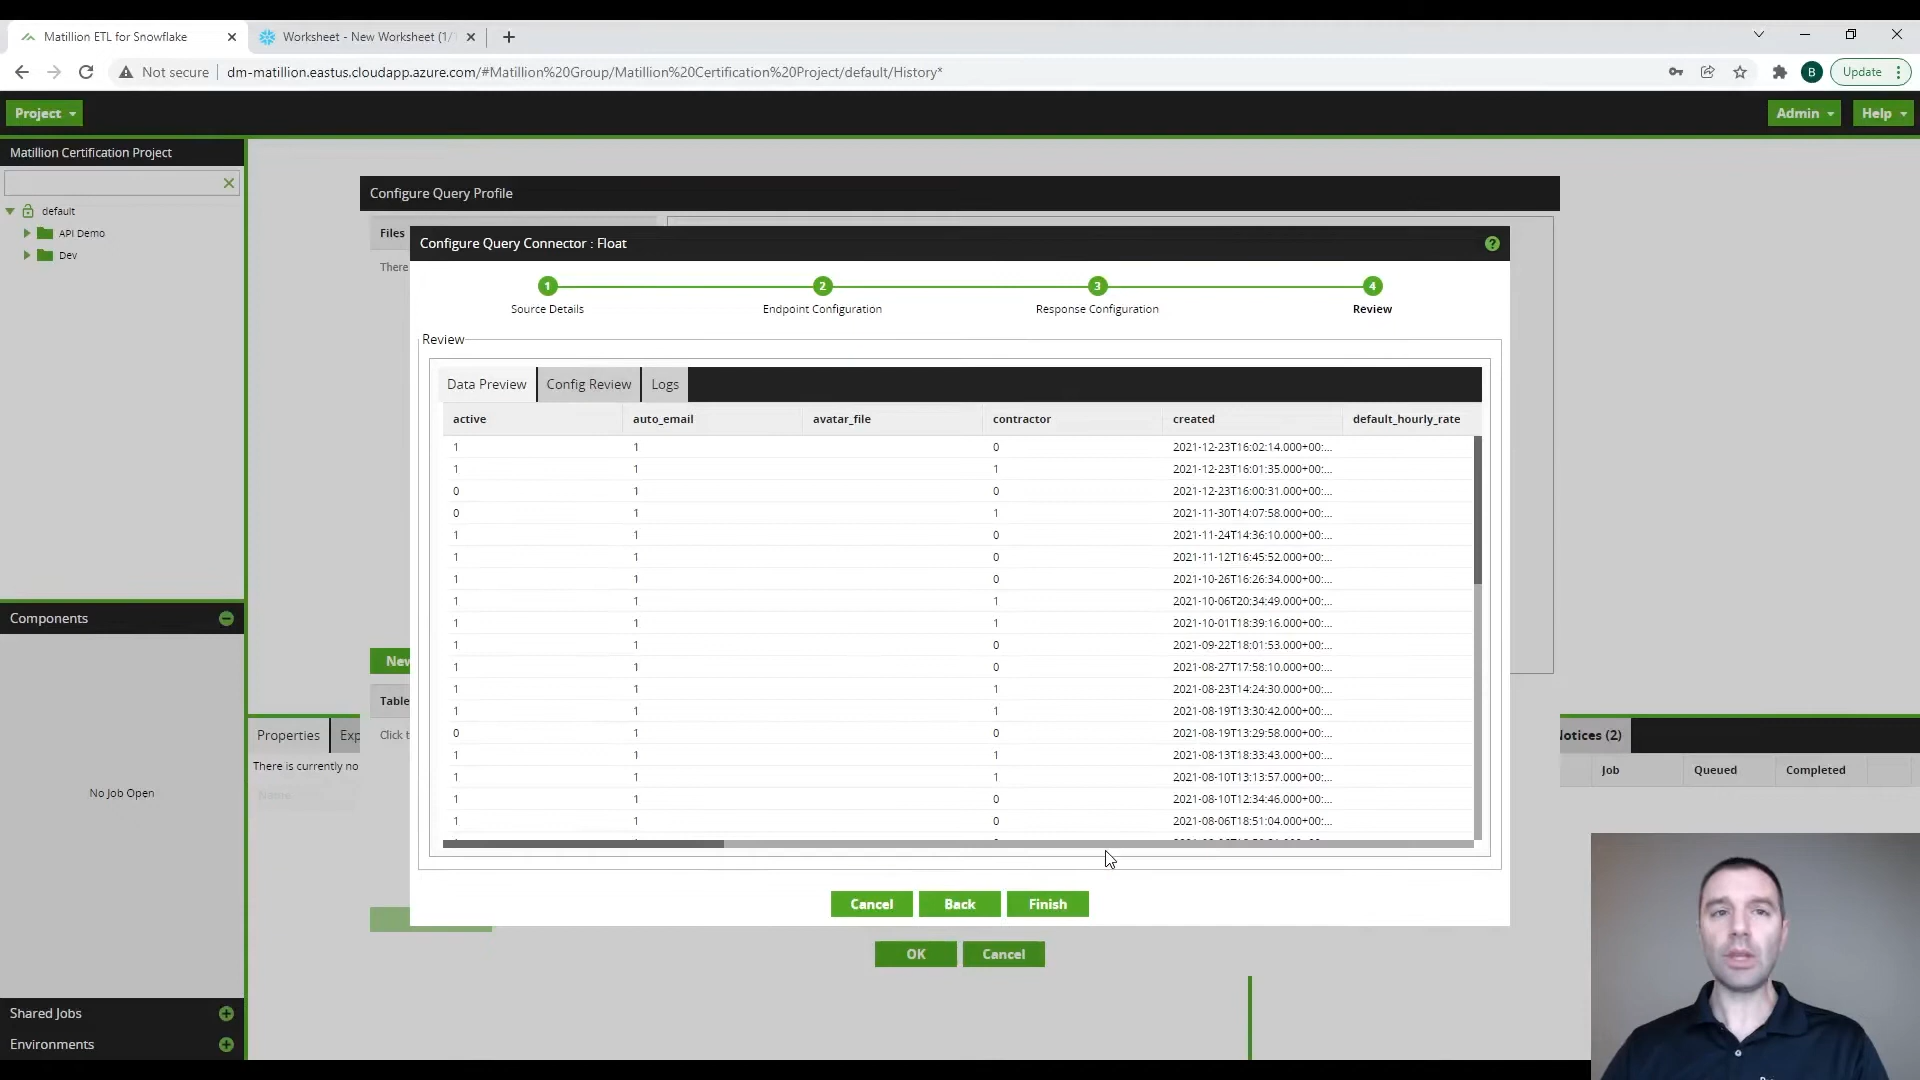 Matillion ETL for Snowflake
Worksheet - New Worksheet (1/
Not secure
dm-matillion.eastus.cloudapp.azure.com/#Matillion%20Group/Matillion%20Certification%20Project/default/History*
B
Update
Project
Admin
Help
Matillion Certification Project
default
API Demo
Dev
Configure Query Profile
Files
There
Configure Query Connector : Float
?
1
2
3
4
Source Details
Endpoint Configuration
Response Configuration
Review
Review
Data Preview
Config Review
Logs
active auto_email avatar_file contractor created default_hourly_rate
1 1 0 2021-12-23T16:02:14.000+00:...
1 1 1 2021-12-23T16:01:35.000+00:...
0 1 0 2021-12-23T16:00:31.000+00:...
0 1 1 2021-11-30T14:07:58.000+00:...
1 1 0 2021-11-24T14:36:10.000+00:...
1 1 0 2021-11-12T16:45:52.000+00:...
1 1 0 2021-10-26T16:26:34.000+00:...
1 1 1 2021-10-06T20:34:49.000+00:...
1 1 1 2021-10-01T18:39:16.000+00:...
1 1 0 2021-09-22T18:01:53.000+00:...
1 1 0 2021-08-27T17:58:10.000+00:...
1 1 1 2021-08-23T14:24:30.000+00:...
1 1 1 2021-08-19T13:30:42.000+00:...
0 1 0 2021-08-19T13:29:58.000+00:...
1 1 1 2021-08-13T18:33:43.000+00:...
1 1 1 2021-08-10T13:13:57.000+00:...
1 1 0 2021-08-10T12:34:46.000+00:...
1 1 0 2021-08-06T18:51:04.000+00:...
Cancel
Back
Finish
OK
Cancel
New
Table
Click t
Components
No Job Open
Properties
Exp
There is currently no
Name
Notices (2)
Job
Queued
Completed
Shared Jobs
Environments